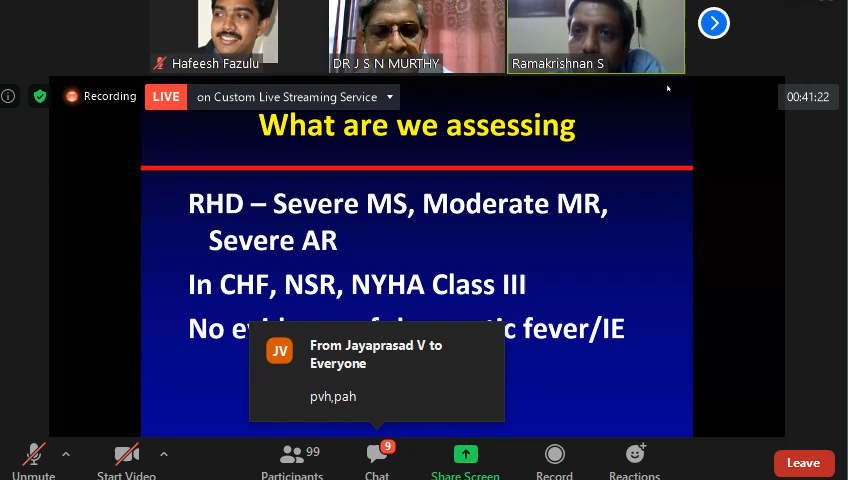 Hafeesh Fazulu
DR J S N MURTHY
Ramakrishnan S
Recording
LIVE
on Custom Live Streaming Service
00:41:22
What are we assessing
RHD – Severe MS, Moderate MR,
Severe AR
In CHF, NSR, NYHA Class III
No fever/IE
JV
From Jayaprasad V to
Everyone
pvh,pah
99
9
Unmute
Start Video
Participants
Chat
Share Screen
Record
Reactions
Leave